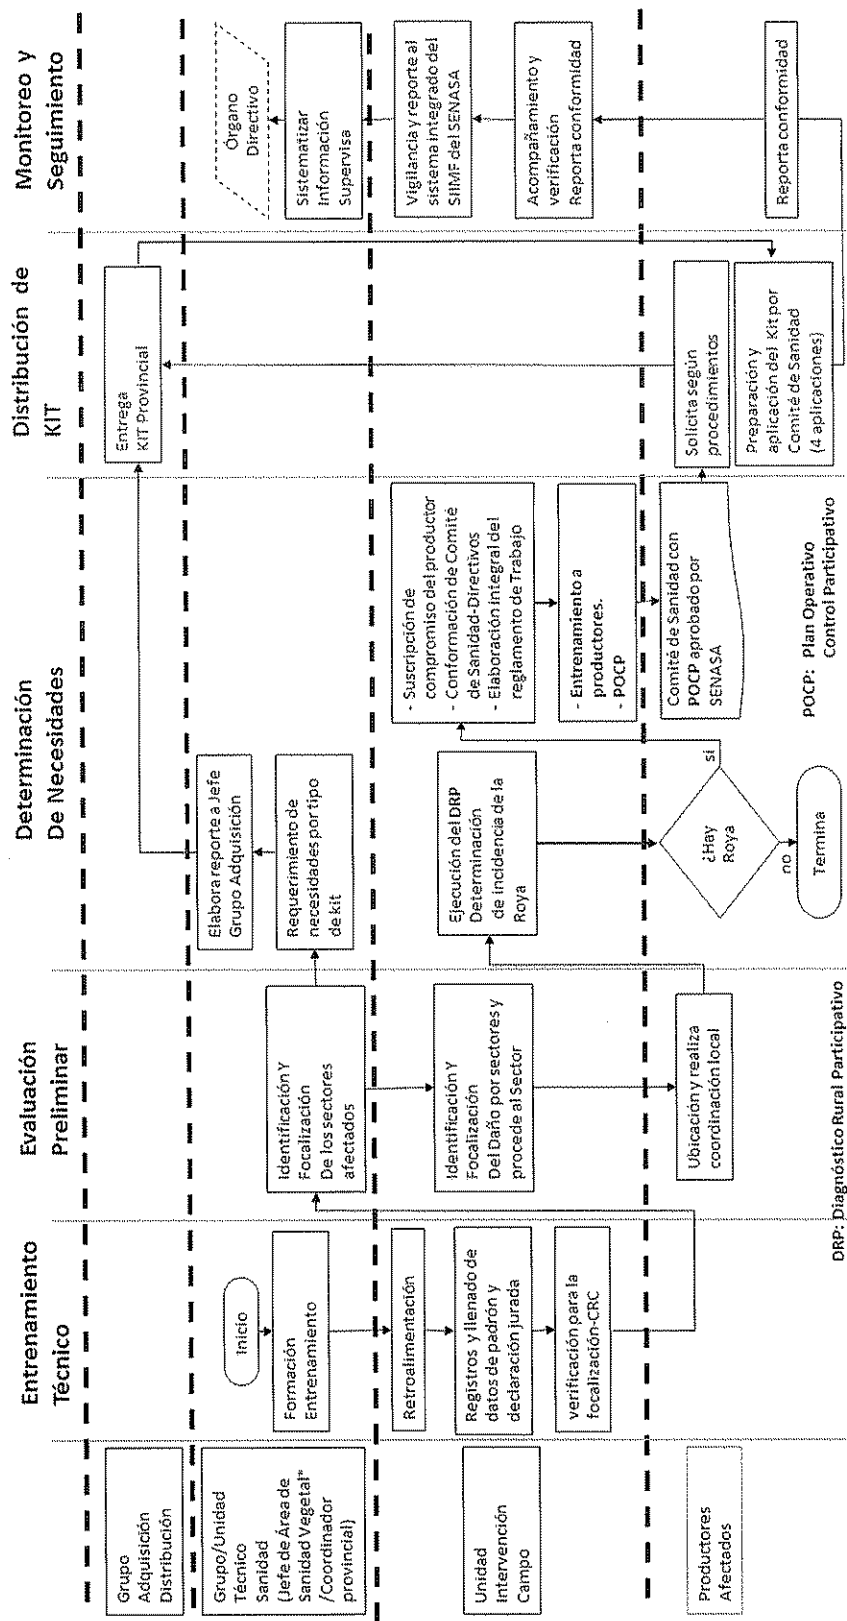 Entrenamiento
Técnico
Evaluación
Preliminar
Determinación
De Necesidades
Distribución de
KIT
Monitoreo y
Seguimiento
Grupo
Adquisición
Distribución
Entrega
KIT Provincial
Grupo/Unidad
Técnico
Sanidad
(Jefe de Área de
Sanidad Vegetal*
/Coordinador
provincial)
Inicio
Formación
Entrenamiento
Identificación Y
Focalización
De los sectores
afectados
Elabora reporte a Jefe
Grupo Adquisición
Requerimiento de
necesidades por tipo
de kit
Órgano
Directivo
Sistematizar
Información
Supervisa
Unidad
Intervención
Campo
Retroalimentación
Registros y llenado de
datos de padrón y
declaración jurada
verificación para la
focalización-CRC
Identificación Y
Focalización
Del Daño por sectores y
procede al Sector
Ejecución del DRP
Determinación
de incidencia de la
Roya
- Suscripción de
compromiso del productor
- Conformación de Comité
de Sanidad-Directivos
- Elaboración integral del
reglamento de Trabajo
- Entrenamiento a
productores.
- POCP
Vigilancia y reporte al
sistema integrado del
SIIMF del SENASA
Acompañamiento y
verificación
Reporta conformidad
Productores
Afectados
Ubicación y realiza
coordinación local
¿Hay
Roya
si
no
Termina
Comité de Sanidad con
POCP aprobado por
SENASA
Solicita según
procedimientos
Preparación y
aplicación del Kit por
Comité de Sanidad
(4 aplicaciones)
Reporta conformidad
DRP: Diagnóstico Rural Participativo
POCP: Plan Operativo
Control Participativo